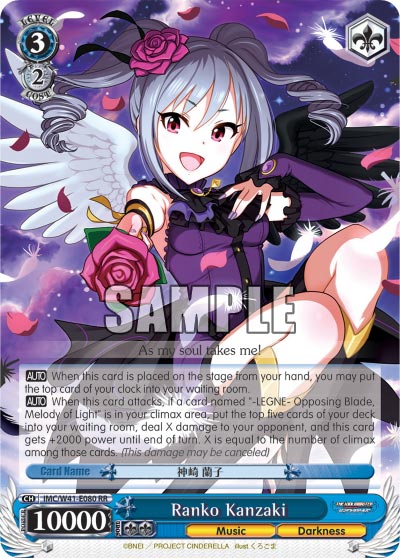 LEVEL
3
2
COST
SAMPLE
As my soul takes me!
AUTO When this card is placed on the stage from your hand, you may put
the top card of your clock into your waiting room.
AUTO When this card attacks, if a card named "-LEGNE- Opposing Blade,
Melody of Light" is in your climax area, put the top five cards of your deck
into your waiting room, deal X damage to your opponent, and this card
gets +2000 power until end of turn. X is equal to the number of climax
among those cards. (This damage may be canceled)
Card Name 神崎 蘭子
CH IMC/W41-E080 RR
10000
Ranko Kanzaki
Music Darkness
©BNEI / PROJECT CINDERELLA illust.くろごま